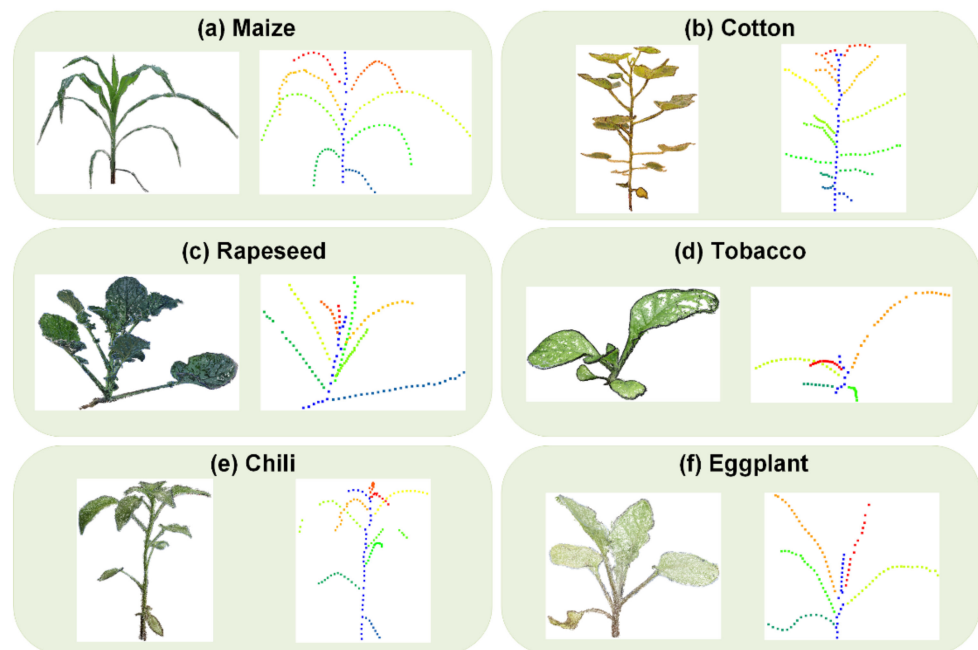 (a) Maize
(b) Cotton
(c) Rapeseed
(d) Tobacco
(e) Chili
(f) Eggplant